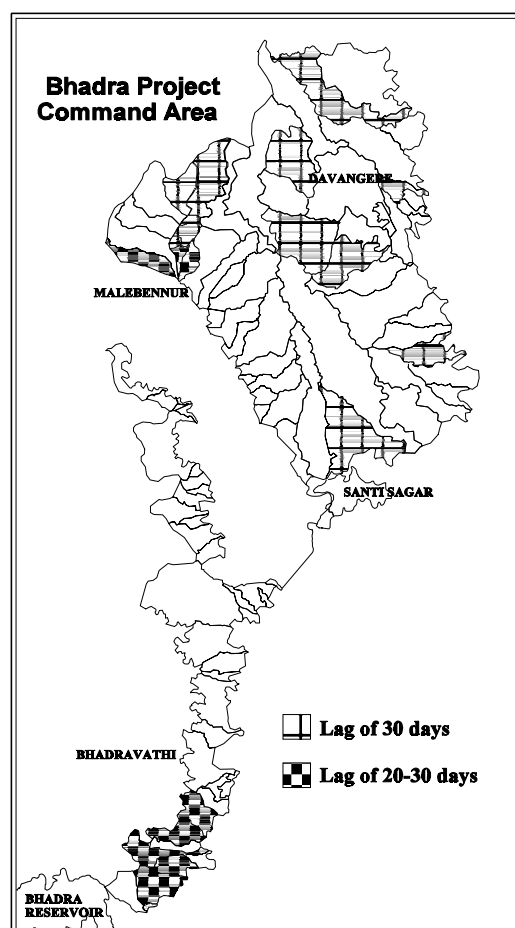 Bhadra Project
Command Area
DAVANGERE
MALEBENNUR
SANTI SAGAR
Lag of 30 days
BHADRAVATHI
Lag of 20-30 days
BHADRA
RESERVOIR